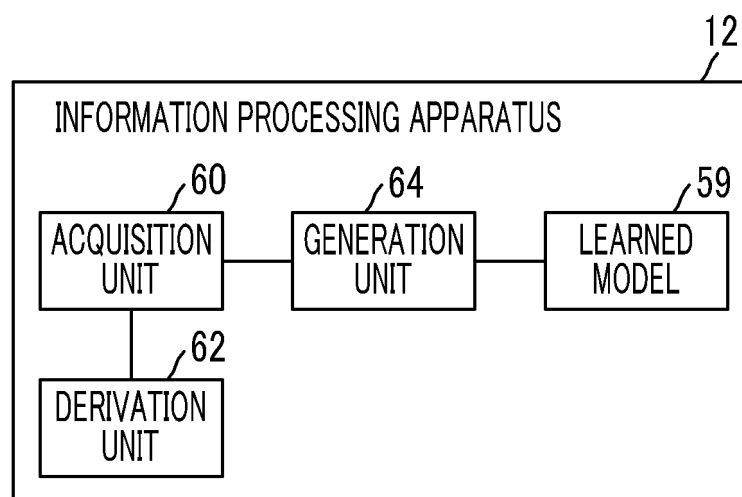 12
INFORMATION PROCESSING APPARATUS
60
64
59
ACQUISITION
UNIT
GENERATION
UNIT
LEARNED
MODEL
62
DERIVATION
UNIT